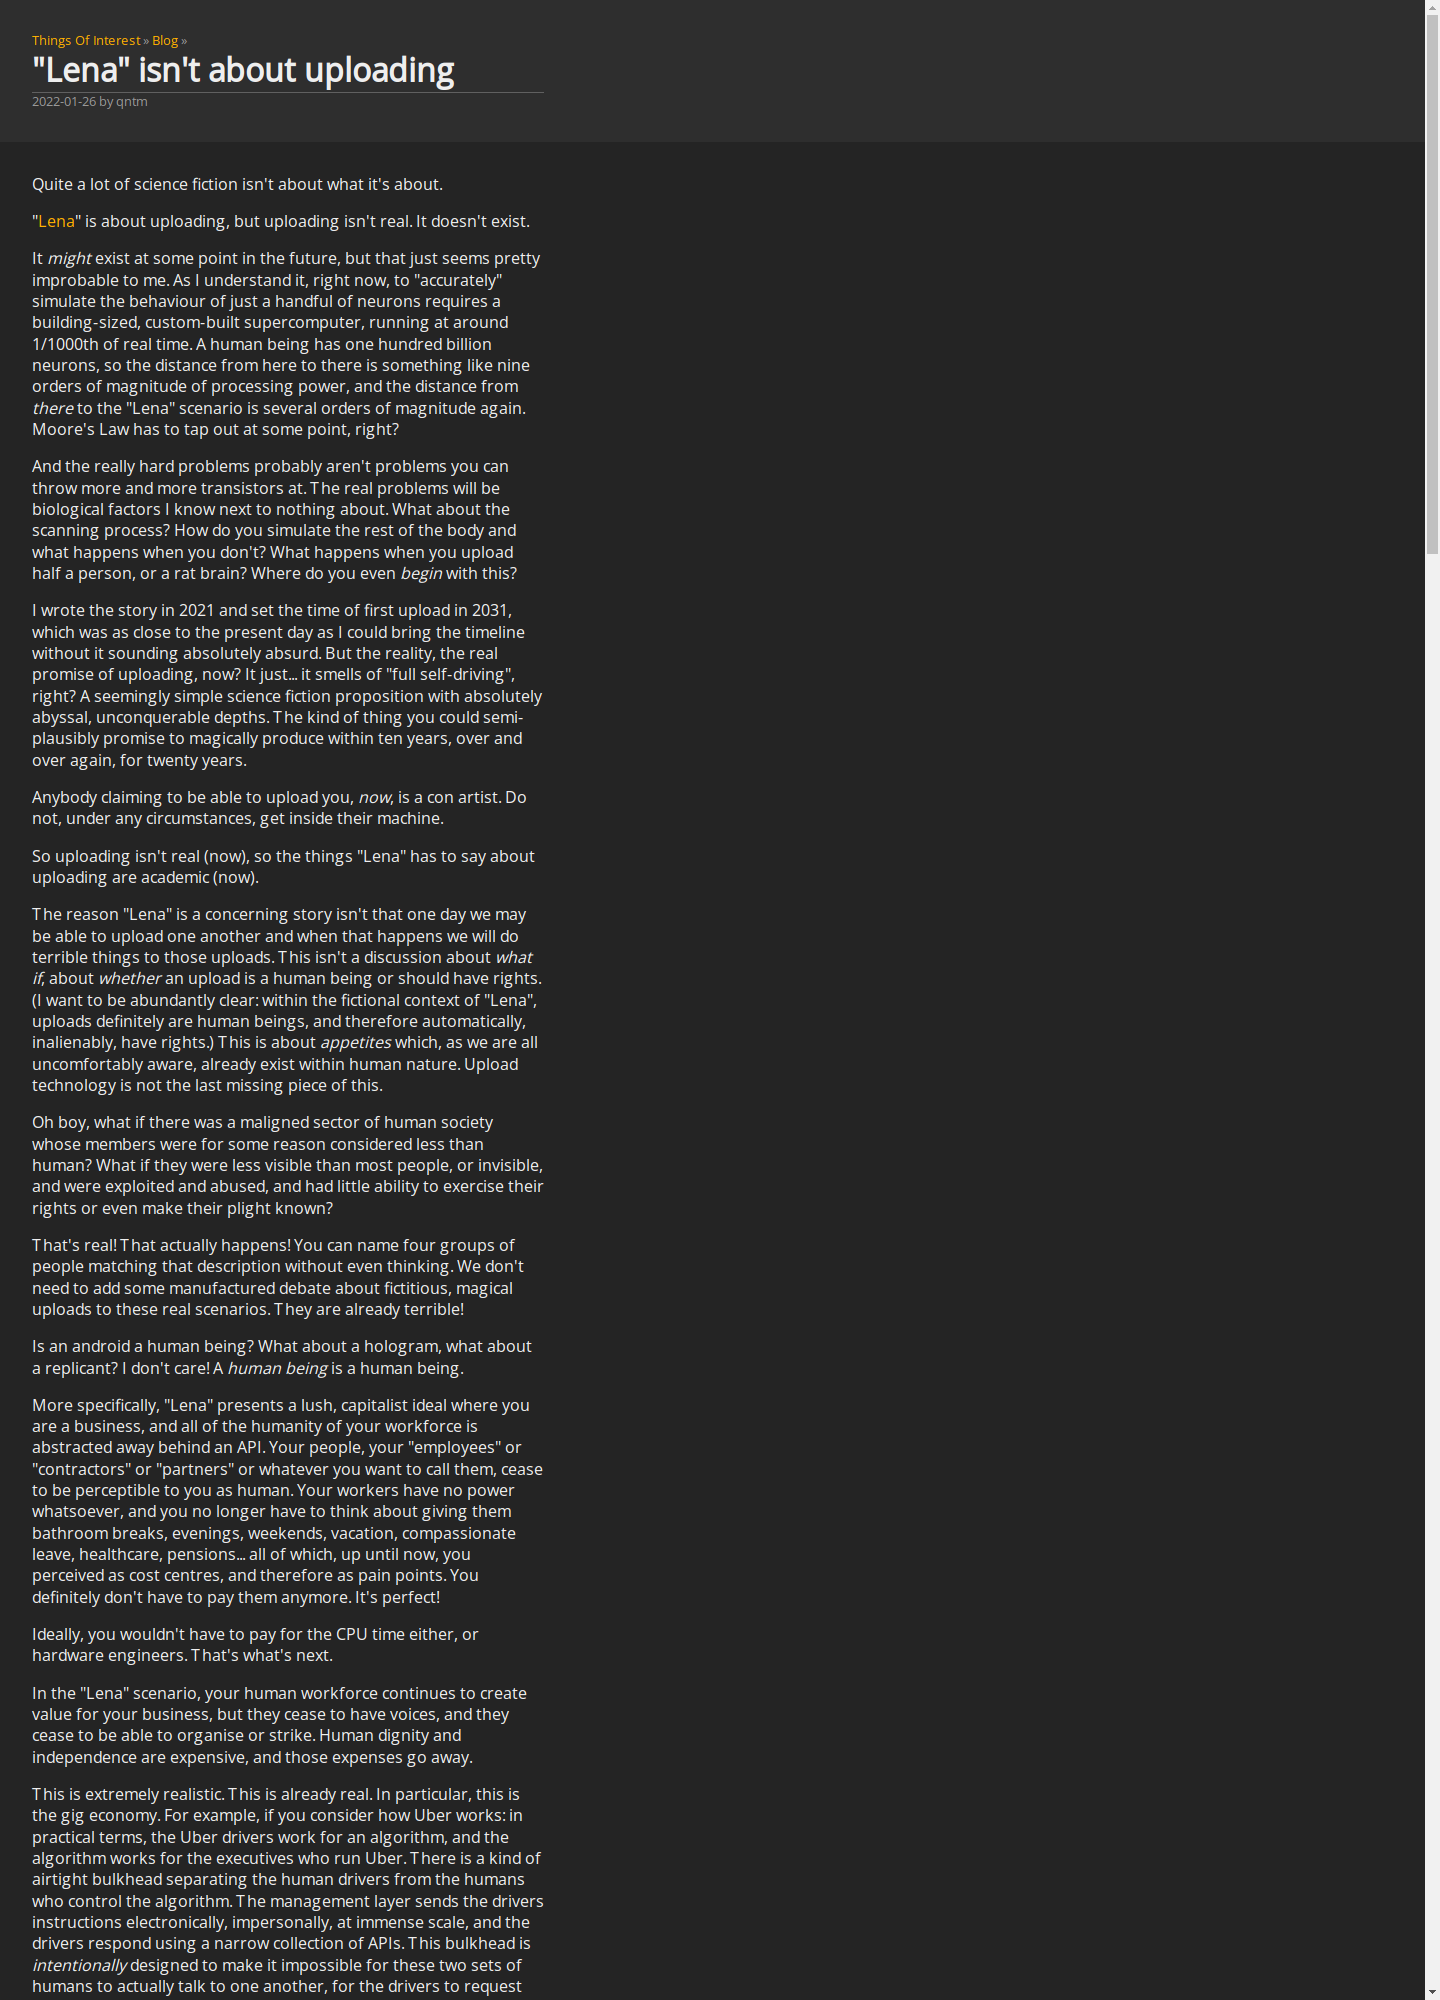 Things Of Interest » Blog »
"Lena" isn't about uploading
2022-01-26 by qntm
Quite a lot of science fiction isn't about what it's about.
"Lena" is about uploading, but uploading isn't real. It doesn't exist.
It might exist at some point in the future, but that just seems pretty
improbable to me. As I understand it, right now, to "accurately"
simulate the behaviour of just a handful of neurons requires a
building-sized, custom-built supercomputer, running at around
1/1000th of real time. A human being has one hundred billion
neurons, so the distance from here to there is something like nine
orders of magnitude of processing power, and the distance from
there to the "Lena" scenario is several orders of magnitude again.
Moore's Law has to tap out at some point, right?
And the really hard problems probably aren't problems you can
throw more and more transistors at. The real problems will be
biological factors I know next to nothing about. What about the
scanning process? How do you simulate the rest of the body and
what happens when you don't? What happens when you upload
half a person, or a rat brain? Where do you even begin with this?
I wrote the story in 2021 and set the time of first upload in 2031,
which was as close to the present day as I could bring the timeline
without it sounding absolutely absurd. But the reality, the real
promise of uploading, now? It just... it smells of "full self-driving",
right? A seemingly simple science fiction proposition with absolutely
abyssal, unconquerable depths. The kind of thing you could semi-
plausibly promise to magically produce within ten years, over and
over again, for twenty years.
Anybody claiming to be able to upload you, now, is a con artist. Do
not, under any circumstances, get inside their machine.
So uploading isn't real (now), so the things "Lena" has to say about
uploading are academic (now).
The reason "Lena" is a concerning story isn't that one day we may
be able to upload one another and when that happens we will do
terrible things to those uploads. This isn't a discussion about what
if, about whether an upload is a human being or should have rights.
(I want to be abundantly clear: within the fictional context of "Lena",
uploads definitely are human beings, and therefore automatically,
inalienably, have rights.) This is about appetites which, as we are all
uncomfortably aware, already exist within human nature. Upload
technology is not the last missing piece of this.
Oh boy, what if there was a maligned sector of human society
whose members were for some reason considered less than
human? What if they were less visible than most people, or invisible,
and were exploited and abused, and had little ability to exercise their
rights or even make their plight known?
That's real! That actually happens! You can name four groups of
people matching that description without even thinking. We don't
need to add some manufactured debate about fictitious, magical
uploads to these real scenarios. They are already terrible!
Is an android a human being? What about a hologram, what about
a replicant? I don't care! A human being is a human being.
More specifically, "Lena" presents a lush, capitalist ideal where you
are a business, and all of the humanity of your workforce is
abstracted away behind an API. Your people, your "employees" or
"contractors" or "partners" or whatever you want to call them, cease
to be perceptible to you as human. Your workers have no power
whatsoever, and you no longer have to think about giving them
bathroom breaks, evenings, weekends, vacation, compassionate
leave, healthcare, pensions... all of which, up until now, you
perceived as cost centres, and therefore as pain points. You
definitely don't have to pay them anymore. It's perfect!
Ideally, you wouldn't have to pay for the CPU time either, or
hardware engineers. That's what's next.
In the "Lena" scenario, your human workforce continues to create
value for your business, but they cease to have voices, and they
cease to be able to organise or strike. Human dignity and
independence are expensive, and those expenses go away.
This is extremely realistic. This is already real. In particular, this is
the gig economy. For example, if you consider how Uber works: in
practical terms, the Uber drivers work for an algorithm, and the
algorithm works for the executives who run Uber. There is a kind of
airtight bulkhead separating the human drivers from the humans
who control the algorithm. The management layer sends the drivers
instructions electronically, impersonally, at immense scale, and the
drivers respond using a narrow collection of APIs. This bulkhead is
intentionally designed to make it impossible for these two sets of
humans to actually talk to one another, for the drivers to request